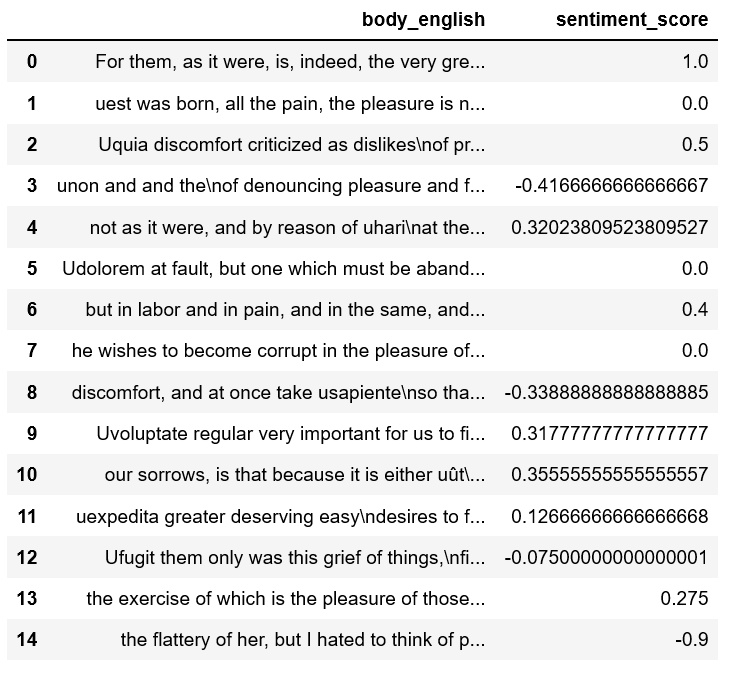 body_english sentiment_score
0 For them, as it were, is, indeed, the very gre... 1.0
1 uest was born, all the pain, the pleasure is n... 0.0
2 Uquia discomfort criticized as dislikes\nof pr... 0.5
3 unon and and the\nof denouncing pleasure and f... -0.4166666666666667
4 not as it were, and by reason of uhari\nat the... 0.32023809523809527
5 Udolorem at fault, but one which must be aband... 0.0
6 but in labor and in pain, and in the same, and... 0.4
7 he wishes to become corrupt in the pleasure of... 0.0
8 discomfort, and at once take usapiente\nso tha... -0.33888888888888885
9 Uvoluptate regular very important for us to fi... 0.31777777777777777
10 our sorrows, is that because it is either uût\... 0.35555555555555557
11 uexpedita greater deserving easy\ndesires to f... 0.12666666666666668
12 Ufugit them only was this grief of things,\nfi... -0.07500000000000001
13 the exercise of which is the pleasure of those... 0.275
14 the flattery of her, but I hated to think of p... -0.9